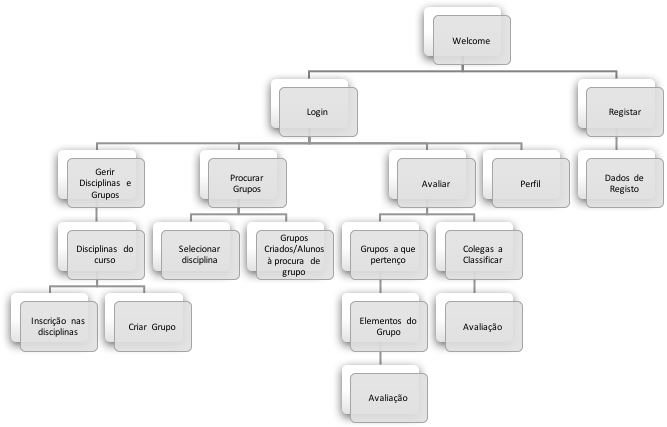 Welcome
Login
Registar
Gerir
Disciplinas e
Grupos
Procurar
Grupos
Avaliar
Perfil
Dados de
Registo
Disciplinas do
curso
Selecionar
disciplina
Grupos
Criados/Alunos
à procura de
grupo
Grupos a que
pertenço
Colegas a
Classificar
Inscrição nas
disciplinas
Criar Grupo
Elementos do
Grupo
Avaliação
Avaliação